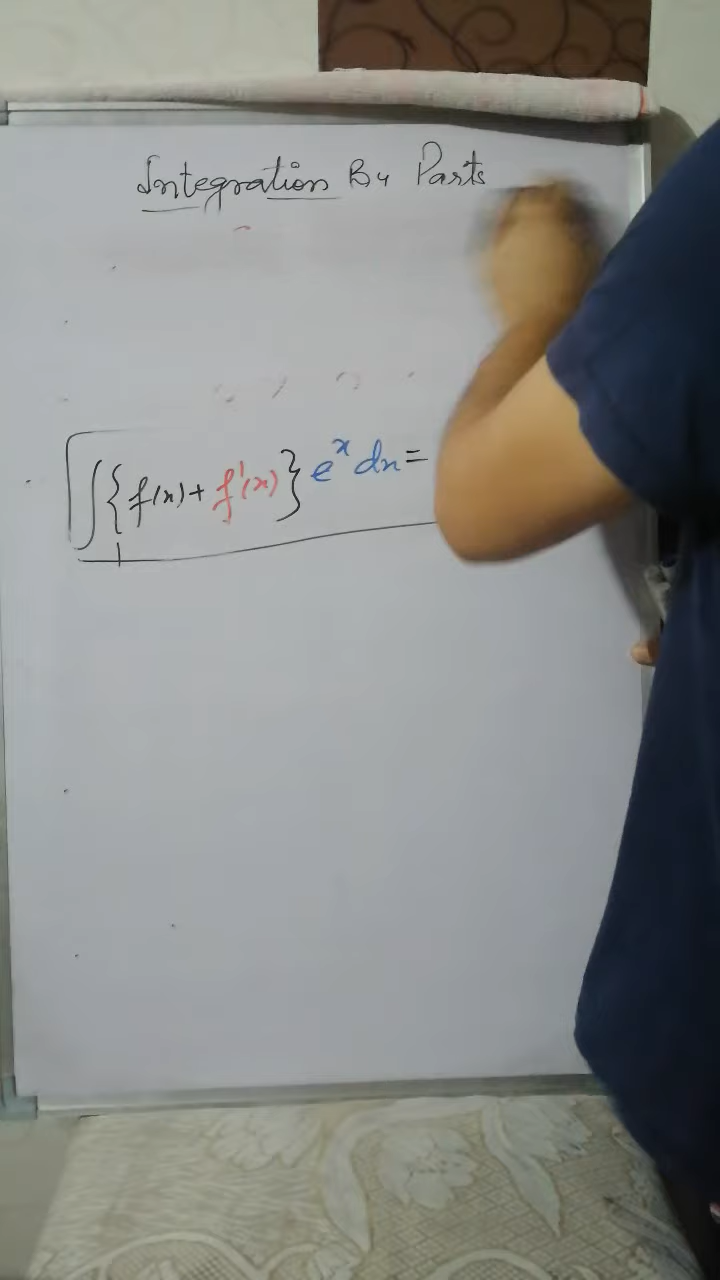 Integration By Parts
∫{f(x)+f'(x)}e^x dx=